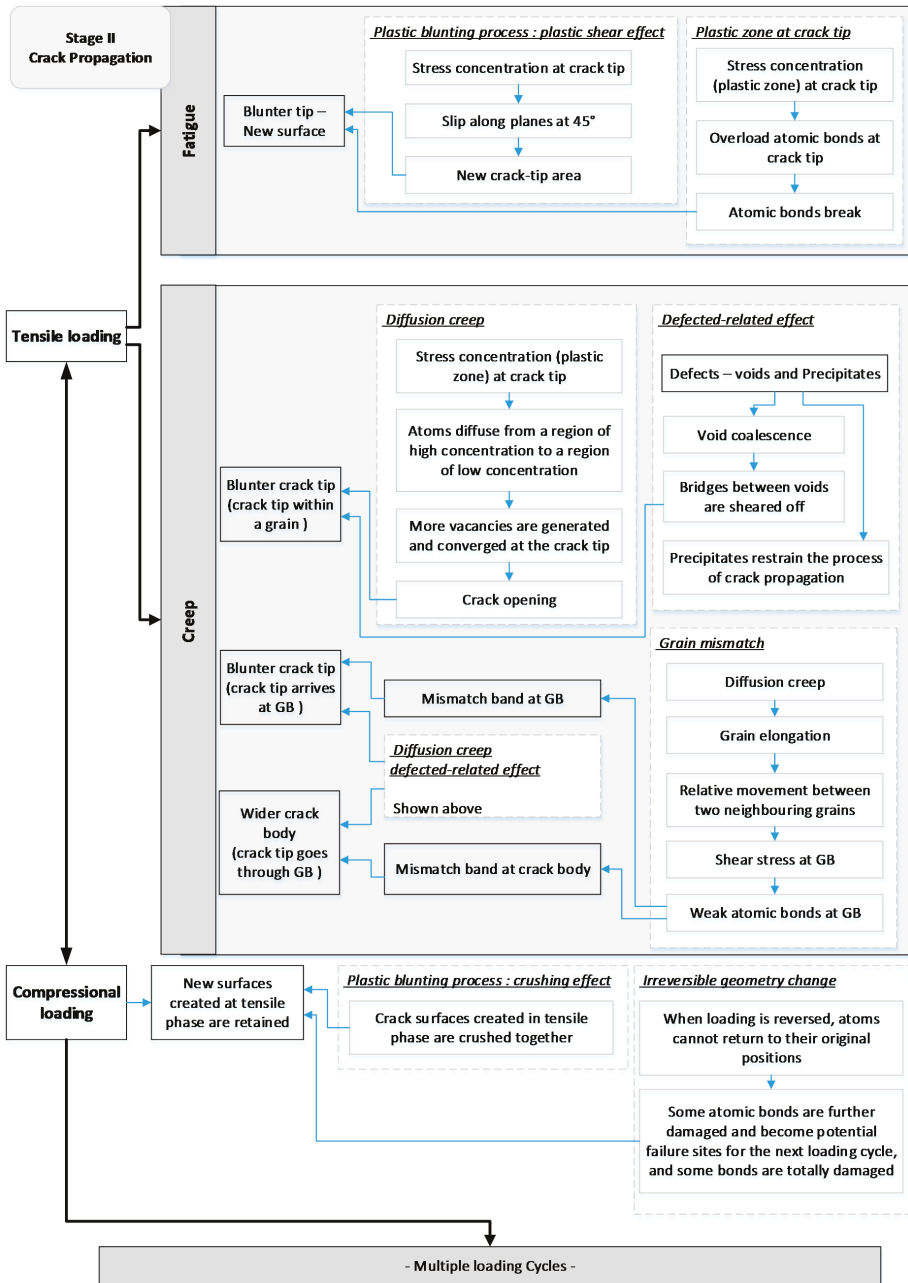 Stage II
Crack Propagation
Fatigue
Plastic blunting process : plastic shear effect
Stress concentration at crack tip
Slip along planes at 45°
New crack-tip area
Plastic zone at crack tip
Stress concentration
(plastic zone) at crack tip
Overload atomic bonds at
crack tip
Atomic bonds break
Blunter tip –
New surface
Tensile loading
Creep
Diffusion creep
Stress concentration (plastic
zone) at crack tip
Atoms diffuse from a region of
high concentration to a region
of low concentration
More vacancies are generated
and converged at the crack tip
Crack opening
Defected-related effect
Defects – voids and Precipitates
Void coalescence
Bridges between voids
are sheared off
Precipitates restrain the process
of crack propagation
Blunter crack tip
(crack tip within
a grain )
Blunter crack tip
(crack tip arrives
at GB )
Mismatch band at GB
Diffusion creep
defected-related effect
Shown above
Wider crack
body
(crack tip goes
through GB )
Mismatch band at crack body
Grain mismatch
Diffusion creep
Grain elongation
Relative movement between
two neighbouring grains
Shear stress at GB
Weak atomic bonds at GB
Compressional
loading
New surfaces
created at tensile
phase are retained
Plastic blunting process : crushing effect
Crack surfaces created in tensile
phase are crushed together
Irreversible geometry change
When loading is reversed, atoms
cannot return to their original
positions
Some atomic bonds are further
damaged and become potential
failure sites for the next loading cycle,
and some bonds are totally damaged
- Multiple loading Cycles -